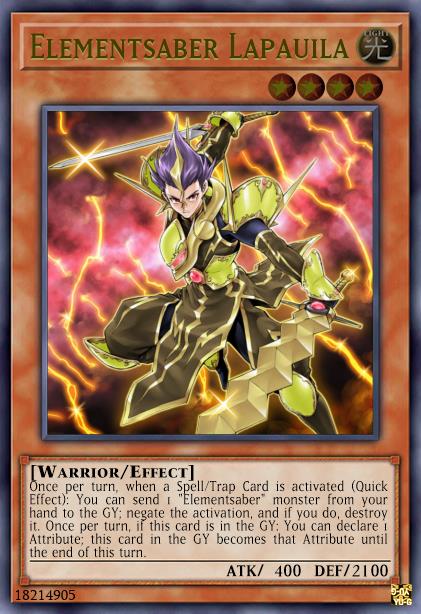 Elementsaber Lapauila
LIGHT
光
[Warrior/Effect]
Once per turn, when a Spell/Trap Card is activated (Quick
Effect): You can send 1 "Elementsaber" monster from your
hand to the GY; negate the activation, and if you do, destroy
it. Once per turn, if this card is in the GY: You can declare 1
Attribute; this card in the GY becomes that Attribute until
the end of this turn.
ATK/ 400 DEF/2100
18214905